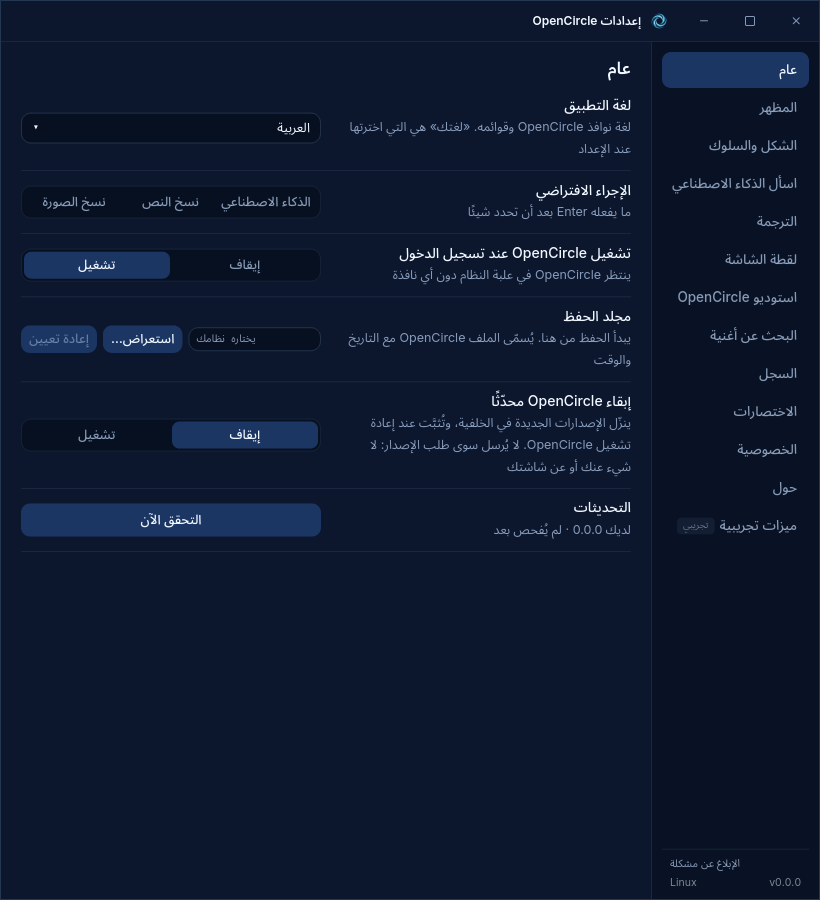 إعدادات OpenCircle
عام
المظهر
الشكل والسلوك
اسأل الذكاء الاصطناعي
الترجمة
لقطة الشاشة
استوديو OpenCircle
البحث عن أغنية
السجل
الاختصارات
الخصوصية
حول
ميزات تجريبية تجريبي
الإبلاغ عن مشكلة
v0.0.0 Linux
عام
لغة التطبيق
لغة نوافذ OpenCircle وقوائمه. «لغتك» هي التي اخترتها
عند الإعداد
العربية
الإجراء الافتراضي
ما يفعله Enter بعد أن تحدد شيئًا
الذكاء الاصطناعي نسخ النص نسخ الصورة
تشغيل OpenCircle عند تسجيل الدخول
ينتظر OpenCircle في علبة النظام دون أي نافذة
إيقاف تشغيل
مجلد الحفظ
يبدأ الحفظ من هنا. يُسمّى الملف OpenCircle مع التاريخ
والوقت
يختاره نظامك استعراض... إعادة تعيين
إبقاء OpenCircle محدّثًا
ينزّل الإصدارات الجديدة في الخلفية، وتُثبَّت عند إعادة
تشغيل OpenCircle. لا يُرسل سوى طلب الإصدار: لا
شيء عنك أو عن شاشتك
إيقاف تشغيل
التحديثات
لديك 0.0.0 · لم يُفحص بعد
التحقق الآن